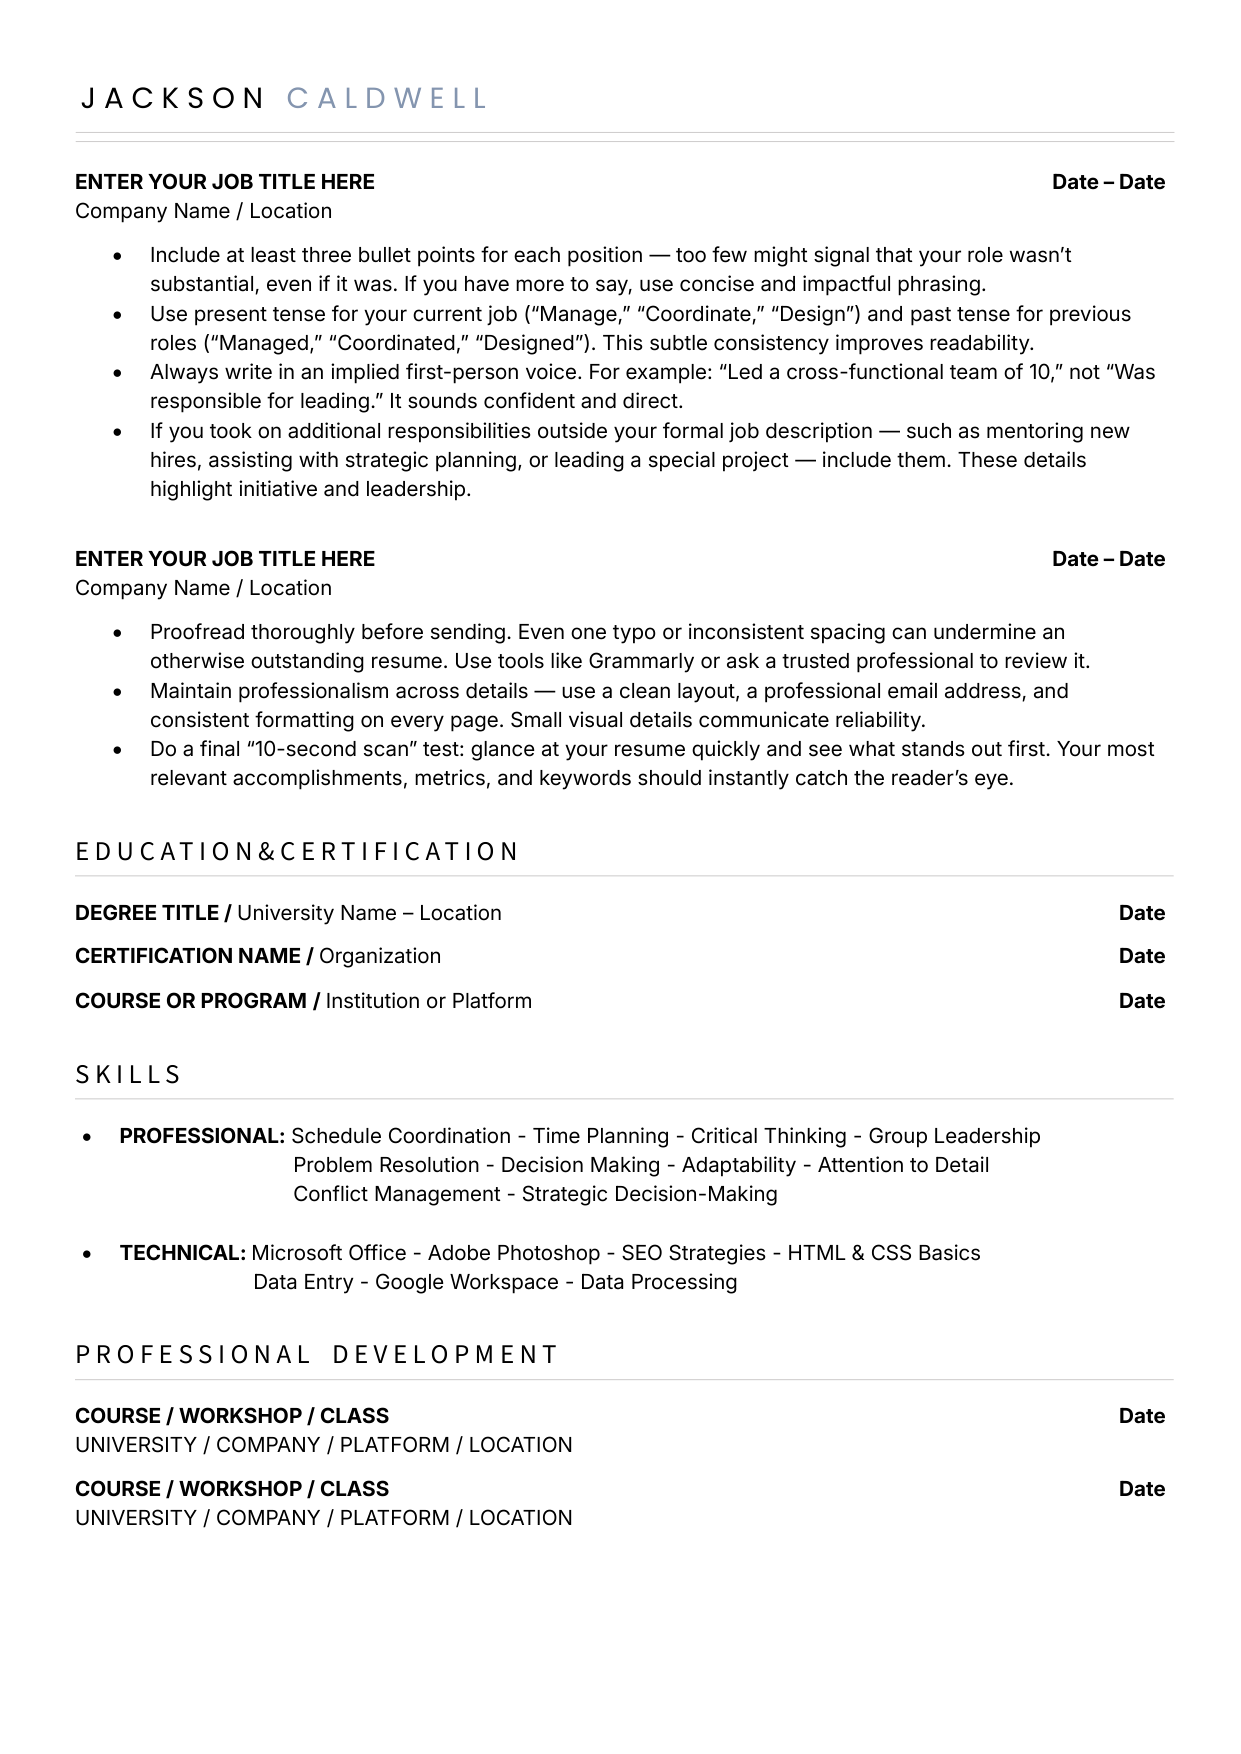 JACKSON CALDWELL
ENTER YOUR JOB TITLE HERE Date – Date
Company Name / Location
• Include at least three bullet points for each position — too few might signal that your role wasn’t
substantial, even if it was. If you have more to say, use concise and impactful phrasing.
• Use present tense for your current job (“Manage,” “Coordinate,” “Design”) and past tense for previous
roles (“Managed,” “Coordinated,” “Designed”). This subtle consistency improves readability.
• Always write in an implied first-person voice. For example: “Led a cross-functional team of 10,” not “Was
responsible for leading.” It sounds confident and direct.
• If you took on additional responsibilities outside your formal job description — such as mentoring new
hires, assisting with strategic planning, or leading a special project — include them. These details
highlight initiative and leadership.
ENTER YOUR JOB TITLE HERE Date – Date
Company Name / Location
• Proofread thoroughly before sending. Even one typo or inconsistent spacing can undermine an
otherwise outstanding resume. Use tools like Grammarly or ask a trusted professional to review it.
• Maintain professionalism across details — use a clean layout, a professional email address, and
consistent formatting on every page. Small visual details communicate reliability.
• Do a final “10-second scan” test: glance at your resume quickly and see what stands out first. Your most
relevant accomplishments, metrics, and keywords should instantly catch the reader’s eye.
EDUCATION&CERTIFICATION
DEGREE TITLE / University Name – Location Date
CERTIFICATION NAME / Organization Date
COURSE OR PROGRAM / Institution or Platform Date
SKILLS
• PROFESSIONAL: Schedule Coordination - Time Planning - Critical Thinking - Group Leadership
Problem Resolution - Decision Making - Adaptability - Attention to Detail
Conflict Management - Strategic Decision-Making
• TECHNICAL: Microsoft Office - Adobe Photoshop - SEO Strategies - HTML & CSS Basics
Data Entry - Google Workspace - Data Processing
PROFESSIONAL DEVELOPMENT
COURSE / WORKSHOP / CLASS Date
UNIVERSITY / COMPANY / PLATFORM / LOCATION
COURSE / WORKSHOP / CLASS Date
UNIVERSITY / COMPANY / PLATFORM / LOCATION